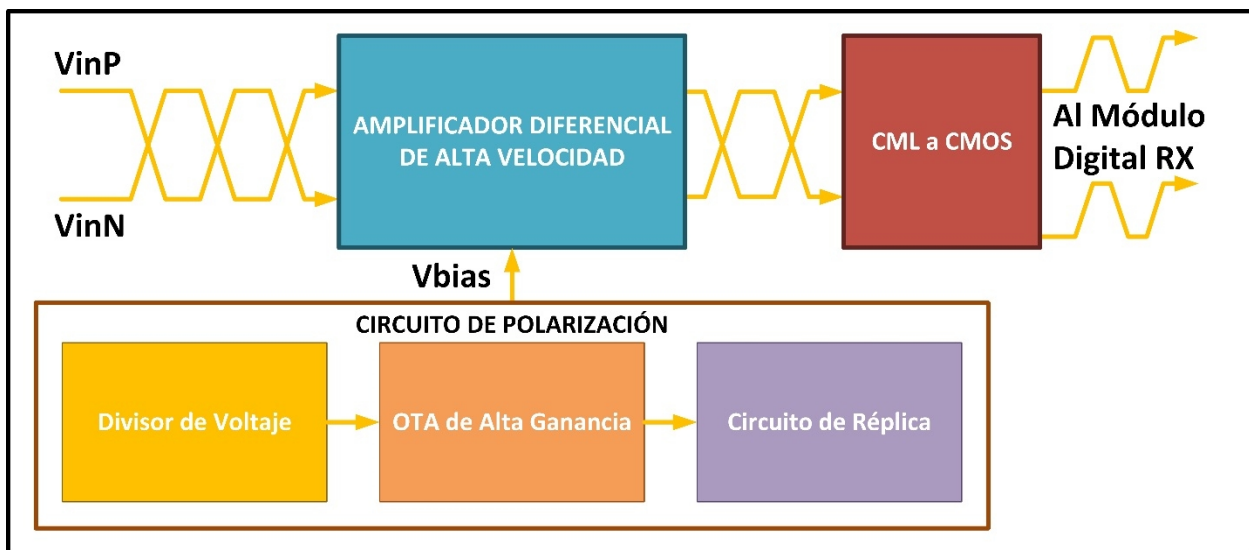 VinP
VinN
AMPLIFICADOR DIFERENCIAL
DE ALTA VELOCIDAD
CML a CMOS
Al Módulo
Digital RX
Vbias
CIRCUITO DE POLARIZACIÓN
Divisor de Voltaje
OTA de Alta Ganancia
Circuito de Réplica